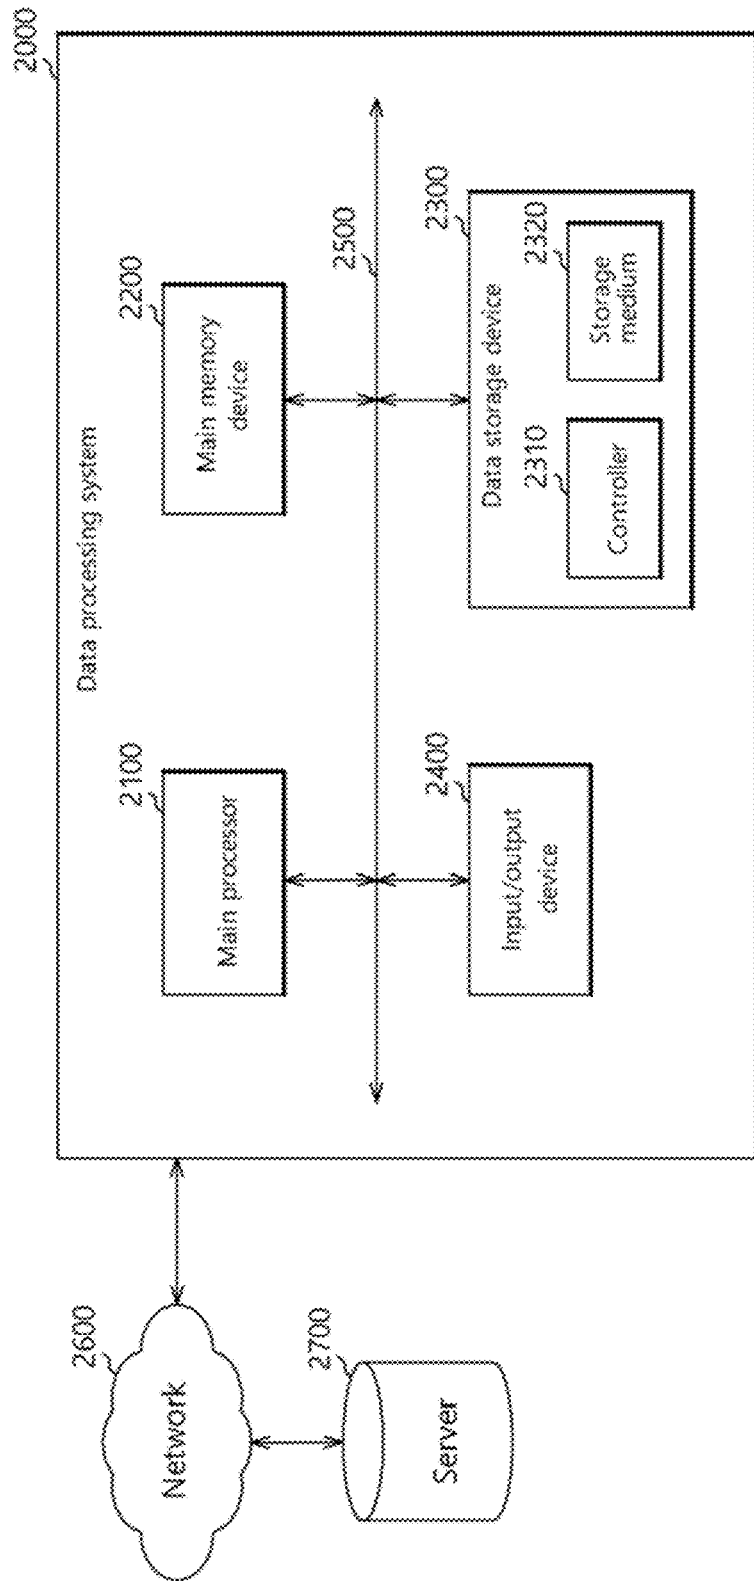 2000
Data processing system
2600
Network
2700
Server
2100
Main processor
2200
Main memory
device
2500
2400
Input/output
device
2300
Data storage device
2310
Controller
2320
Storage
medium